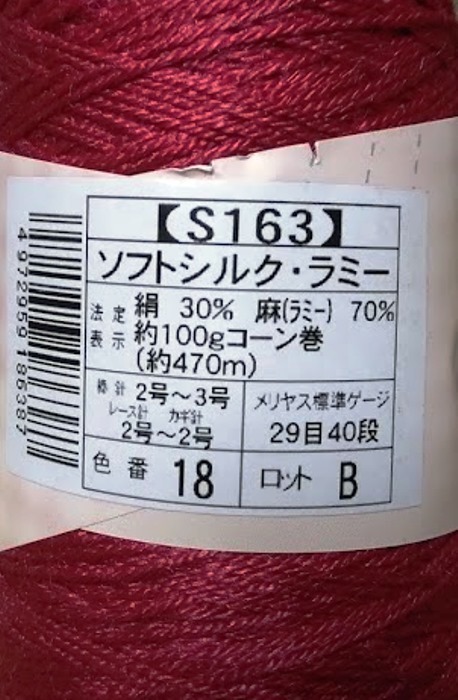 【S163】
ソフトシルク・ラミー
法定表示 絹 30% 麻(ラミー) 70%
約100gコーン巻
(約470m)
棒針 2号〜3号
レース針 カギ針
2号〜2号
メリヤス標準ゲージ
29目40段
色番 18
ロット B
4 972959 186387